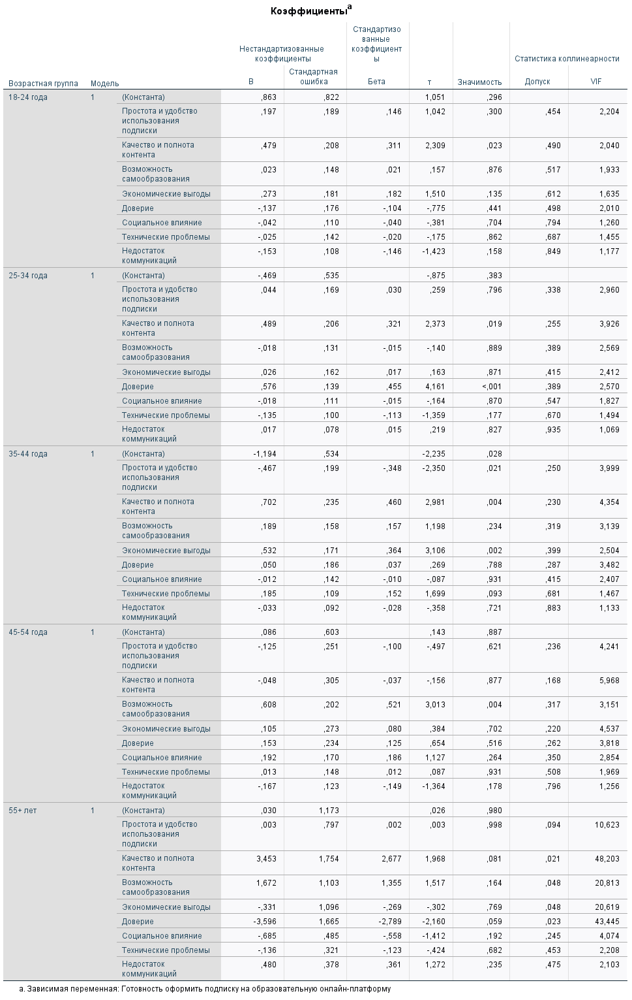 Коэффициентыa
Нестандартизованные коэффициенты
Стандартизованные коэффициенты
Статистика коллинеарности
Возрастная группа Модель B Стандартная ошибка Бета т Значимость Допуск VIF
18-24 года 1 (Константа) ,863 ,822 1,051 ,296
Простота и удобство использования подписки ,197 ,189 ,146 1,042 ,300 ,454 2,204
Качество и полнота контента ,479 ,208 ,311 2,309 ,023 ,490 2,040
Возможность самообразования ,023 ,148 ,021 ,157 ,876 ,517 1,933
Экономические выгоды ,273 ,181 ,182 1,510 ,135 ,612 1,635
Доверие -,137 ,176 -,104 -,775 ,441 ,498 2,010
Социальное влияние -,042 ,110 -,040 -,381 ,704 ,794 1,260
Технические проблемы -,025 ,142 -,020 -,175 ,862 ,687 1,455
Недостаток коммуникаций -,153 ,108 -,146 -1,423 ,158 ,849 1,177
25-34 года 1 (Константа) -,469 ,535 -,875 ,383
Простота и удобство использования подписки ,044 ,169 ,030 ,259 ,796 ,338 2,960
Качество и полнота контента ,489 ,206 ,321 2,373 ,019 ,255 3,926
Возможность самообразования -,018 ,131 -,015 -,140 ,889 ,389 2,569
Экономические выгоды ,026 ,162 ,017 ,163 ,871 ,415 2,412
Доверие ,576 ,139 ,455 4,161 <,001 ,389 2,570
Социальное влияние -,018 ,111 -,015 -,164 ,870 ,547 1,827
Технические проблемы -,135 ,100 -,113 -1,359 ,177 ,670 1,494
Недостаток коммуникаций ,017 ,078 ,015 ,219 ,827 ,935 1,069
35-44 года 1 (Константа) -1,194 ,534 -2,235 ,028
Простота и удобство использования подписки -,467 ,199 -,348 -2,350 ,021 ,250 3,999
Качество и полнота контента ,702 ,235 ,460 2,981 ,004 ,230 4,354
Возможность самообразования ,189 ,158 ,157 1,198 ,234 ,319 3,139
Экономические выгоды ,532 ,171 ,364 3,106 ,002 ,399 2,504
Доверие ,050 ,186 ,037 ,269 ,788 ,287 3,482
Социальное влияние -,012 ,142 -,010 -,087 ,931 ,415 2,407
Технические проблемы ,185 ,109 ,152 1,699 ,093 ,681 1,467
Недостаток коммуникаций -,033 ,092 -,028 -,358 ,721 ,883 1,133
45-54 года 1 (Константа) ,086 ,603 ,143 ,887
Простота и удобство использования подписки -,125 ,251 -,100 -,497 ,621 ,236 4,241
Качество и полнота контента -,048 ,305 -,037 -,156 ,877 ,168 5,968
Возможность самообразования ,608 ,202 ,521 3,013 ,004 ,317 3,151
Экономические выгоды ,105 ,273 ,080 ,384 ,702 ,220 4,537
Доверие ,153 ,234 ,125 ,654 ,516 ,262 3,818
Социальное влияние ,192 ,170 ,186 1,127 ,264 ,350 2,854
Технические проблемы ,013 ,148 ,012 ,087 ,931 ,508 1,969
Недостаток коммуникаций -,167 ,123 -,149 -1,364 ,178 ,796 1,256
55+ лет 1 (Константа) ,030 1,173 ,026 ,980
Простота и удобство использования подписки ,003 ,797 ,002 ,003 ,998 ,094 10,623
Качество и полнота контента 3,453 1,754 2,677 1,968 ,081 ,021 48,203
Возможность самообразования 1,672 1,103 1,355 1,517 ,164 ,048 20,813
Экономические выгоды -,331 1,096 -,269 -,302 ,769 ,048 20,619
Доверие -3,596 1,665 -2,789 -2,160 ,059 ,023 43,445
Социальное влияние -,685 ,485 -,558 -1,412 ,192 ,245 4,074
Технические проблемы -,136 ,321 -,123 -,424 ,682 ,453 2,208
Недостаток коммуникаций ,480 ,378 ,361 1,272 ,235 ,475 2,103
a. Зависимая переменная: Готовность оформить подписку на образовательную онлайн-платформу